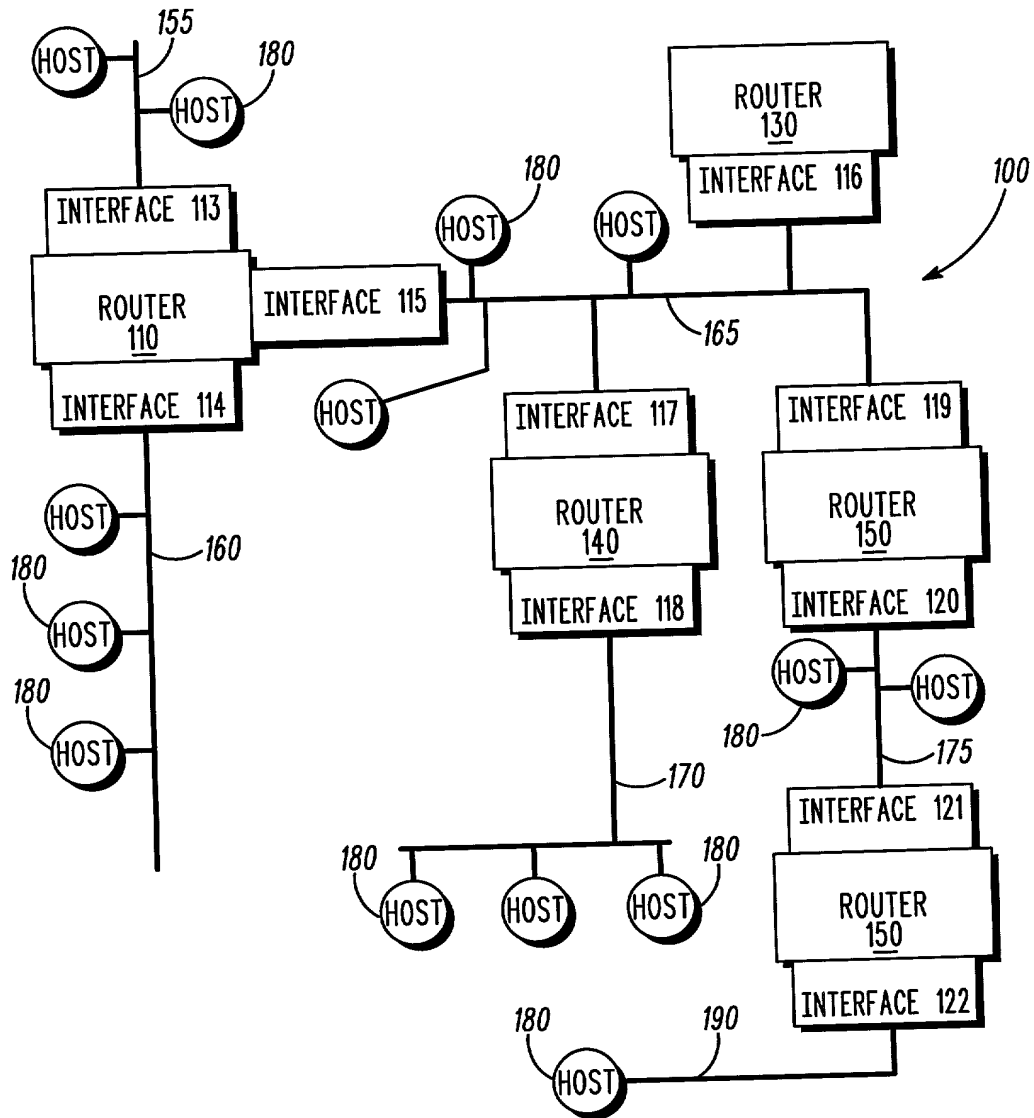 155
HOST
180
HOST
ROUTER
130
INTERFACE 116
100
INTERFACE 113
180
HOST
HOST
ROUTER
110
INTERFACE 115
165
INTERFACE 114
HOST
INTERFACE 117
INTERFACE 119
HOST
160
ROUTER
140
ROUTER
150
180
HOST
INTERFACE 118
INTERFACE 120
180
HOST
HOST
HOST
180
175
170
INTERFACE 121
180
HOST
HOST
180
HOST
ROUTER
150
INTERFACE 122
180
HOST
190